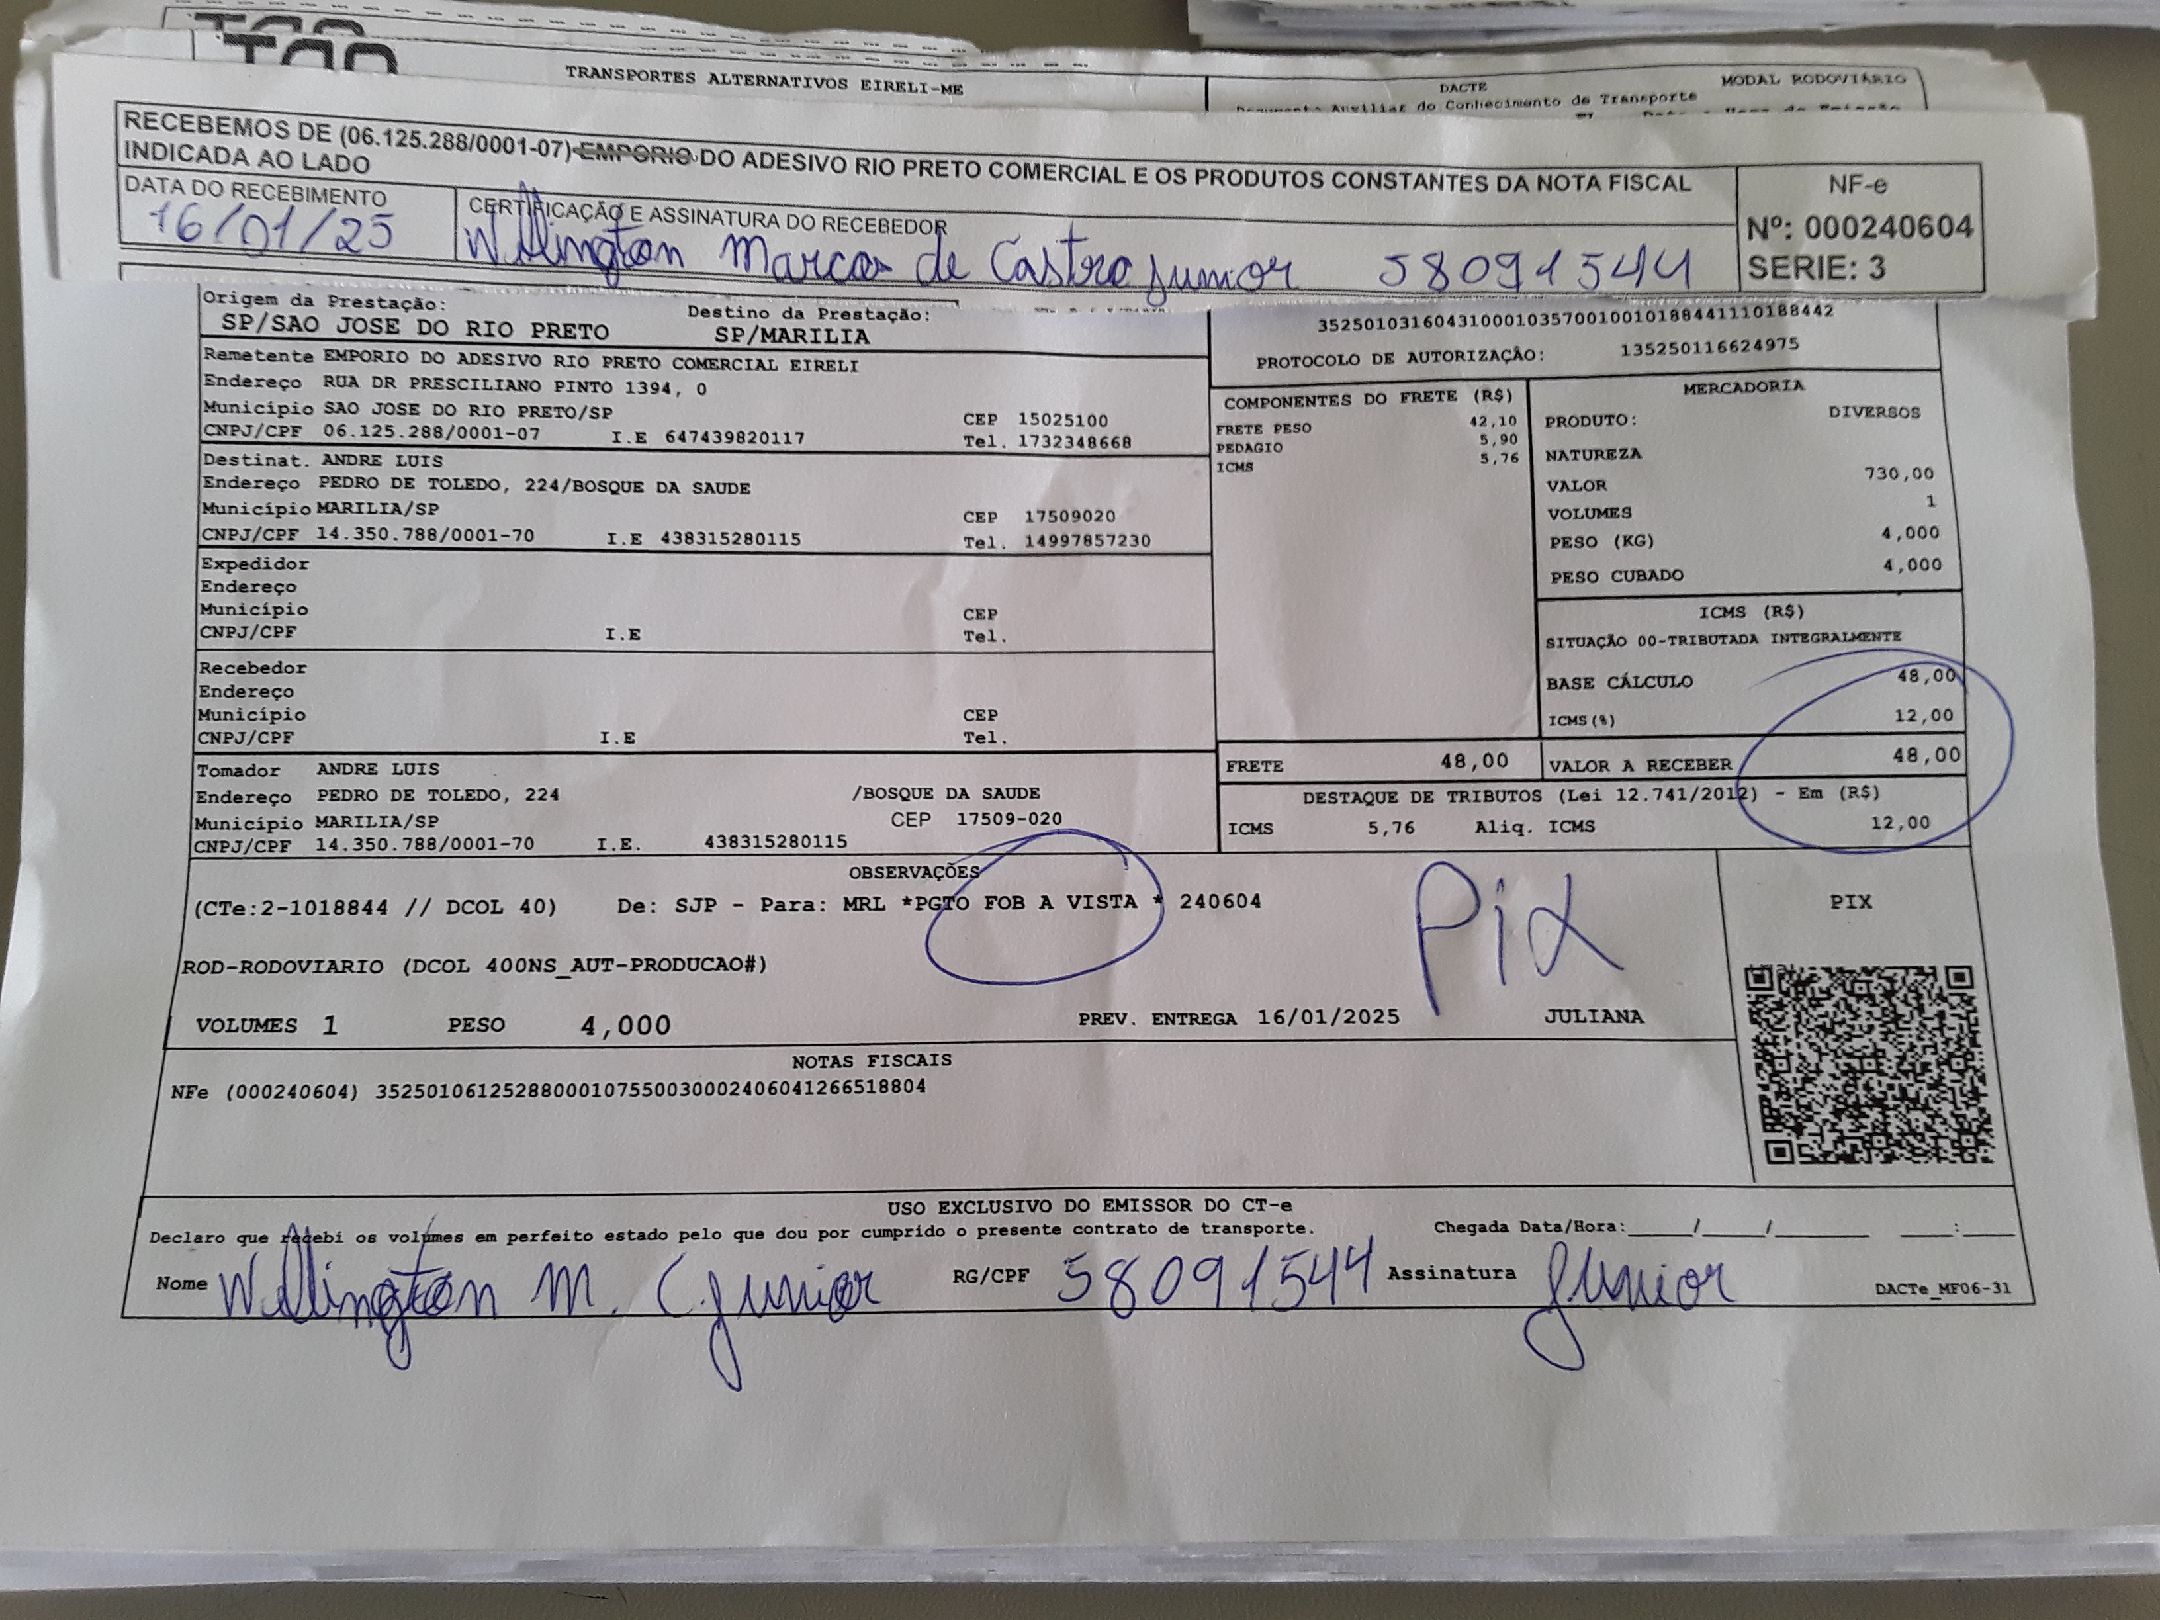 TRANSPORTES ALTERNATIVOS EIRELI-ME
DACTE
MODAL RODOVIÁRIO
Documento Auxiliar do Conhecimento de Transporte
RECEBEMOS DE (06.125.288/0001-07) EMPORIO DO ADESIVO RIO PRETO COMERCIAL E OS PRODUTOS CONSTANTES DA NOTA FISCAL
INDICADA AO LADO
DATA DO RECEBIMENTO
16/01/25
CERTIFICAÇÃO E ASSINATURA DO RECEBEDOR
Wellington Marcos de Castro Junior 58091544
NF-e
Nº: 000240604
SERIE: 3
Origem da Prestação:
SP/SAO JOSE DO RIO PRETO
Destino da Prestação:
SP/MARILIA
35250103160431000103570010010188441110188442
PROTOCOLO DE AUTORIZAÇÃO: 135250116624975
Remetente EMPORIO DO ADESIVO RIO PRETO COMERCIAL EIRELI
Endereço RUA DR PRESCILIANO PINTO 1394, 0
Município SAO JOSE DO RIO PRETO/SP CEP 15025100
CNPJ/CPF 06.125.288/0001-07 I.E 647439820117 Tel. 1732348668
Destinat. ANDRE LUIS
Endereço PEDRO DE TOLEDO, 224/BOSQUE DA SAUDE
Município MARILIA/SP CEP 17509020
CNPJ/CPF 14.350.788/0001-70 I.E 438315280115 Tel. 14997857230
Expedidor
Endereço
Município CEP
CNPJ/CPF I.E Tel.
Recebedor
Endereço
Município CEP
CNPJ/CPF I.E Tel.
Tomador ANDRE LUIS
Endereço PEDRO DE TOLEDO, 224 /BOSQUE DA SAUDE
Município MARILIA/SP CEP 17509-020
CNPJ/CPF 14.350.788/0001-70 I.E. 438315280115
COMPONENTES DO FRETE (R$)
FRETE PESO 42,10
PEDAGIO 5,90
ICMS 5,76
MERCADORIA
PRODUTO: DIVERSOS
NATUREZA
VALOR 730,00
VOLUMES 1
PESO (KG) 4,000
PESO CUBADO 4,000
ICMS (R$)
SITUAÇÃO 00-TRIBUTADA INTEGRALMENTE
BASE CÁLCULO 48,00
ICMS(%) 12,00
FRETE 48,00
VALOR A RECEBER 48,00
DESTAQUE DE TRIBUTOS (Lei 12.741/2012) - Em (R$)
ICMS 5,76 Aliq. ICMS 12,00
OBSERVAÇÕES
(CTe:2-1018844 // DCOL 40) De: SJP - Para: MRL *PGTO FOB A VISTA * 240604
Pix
ROD-RODOVIARIO (DCOL 400NS_AUT-PRODUCAO#)
VOLUMES 1 PESO 4,000 PREV. ENTREGA 16/01/2025 JULIANA
PIX
NOTAS FISCAIS
NFe (000240604) 35250106125288000107550030002406041266518804
USO EXCLUSIVO DO EMISSOR DO CT-e
Declaro que recebi os volumes em perfeito estado pelo que dou por cumprido o presente contrato de transporte. Chegada Data/Hora:_____/_____/________ ____:____
Nome Wellington M. C. Junior RG/CPF 58091544 Assinatura Junior
DACTe_MF06-31